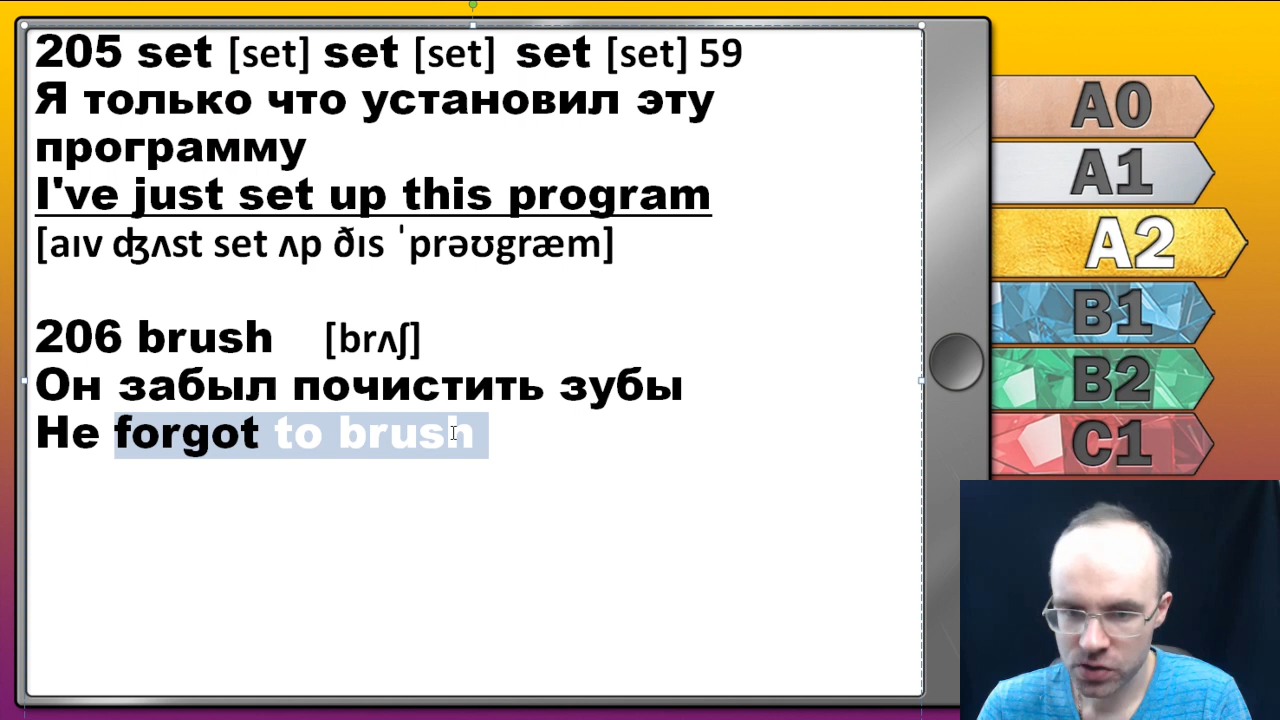 205 set [set] set [set] set [set] 59
Я только что установил эту
программу
I've just set up this program
[aɪv ʤʌst set ʌp ðɪs ˈprəʊgræm]
206 brush [brʌʃ]
Он забыл почистить зубы
He forgot to brush
A0
A1
A2
B1
B2
C1